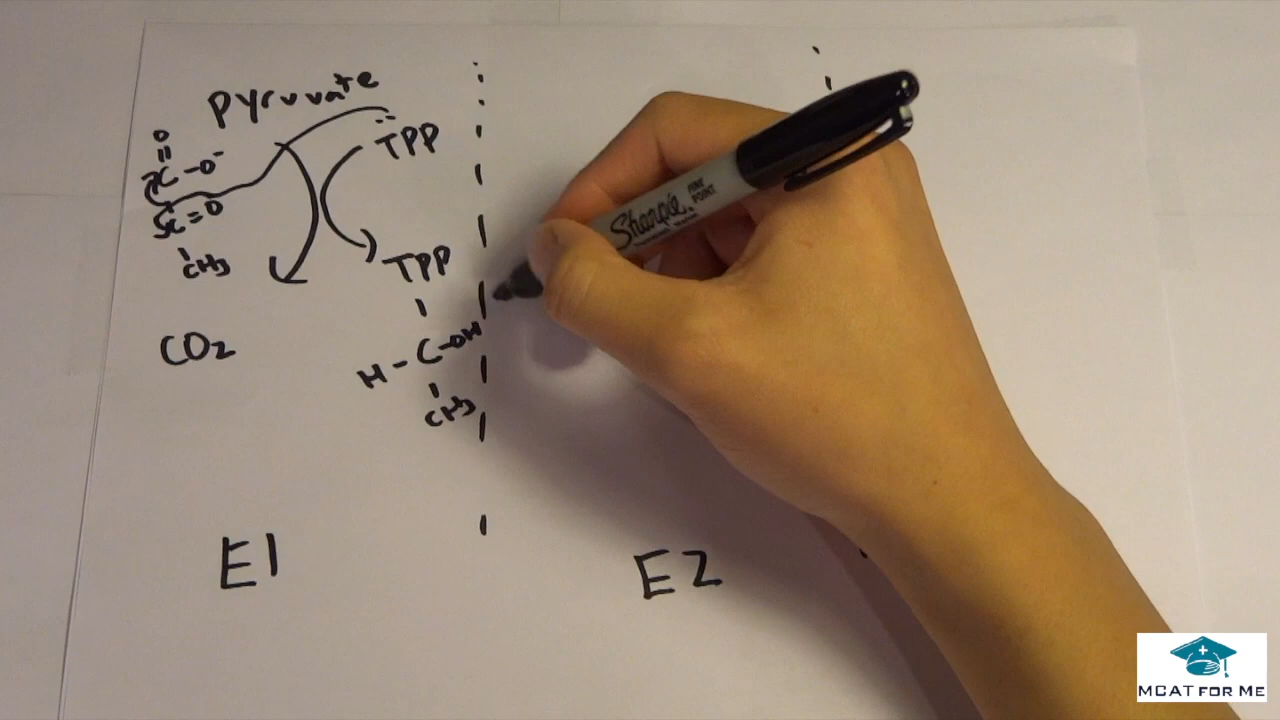 Pyruvate
O
C-O-
C=O
CH3
TPP
TPP
H-C-OH
CH3
CO2
E1
E2
Sharpie.
FINE
POINT
MCAT FOR ME